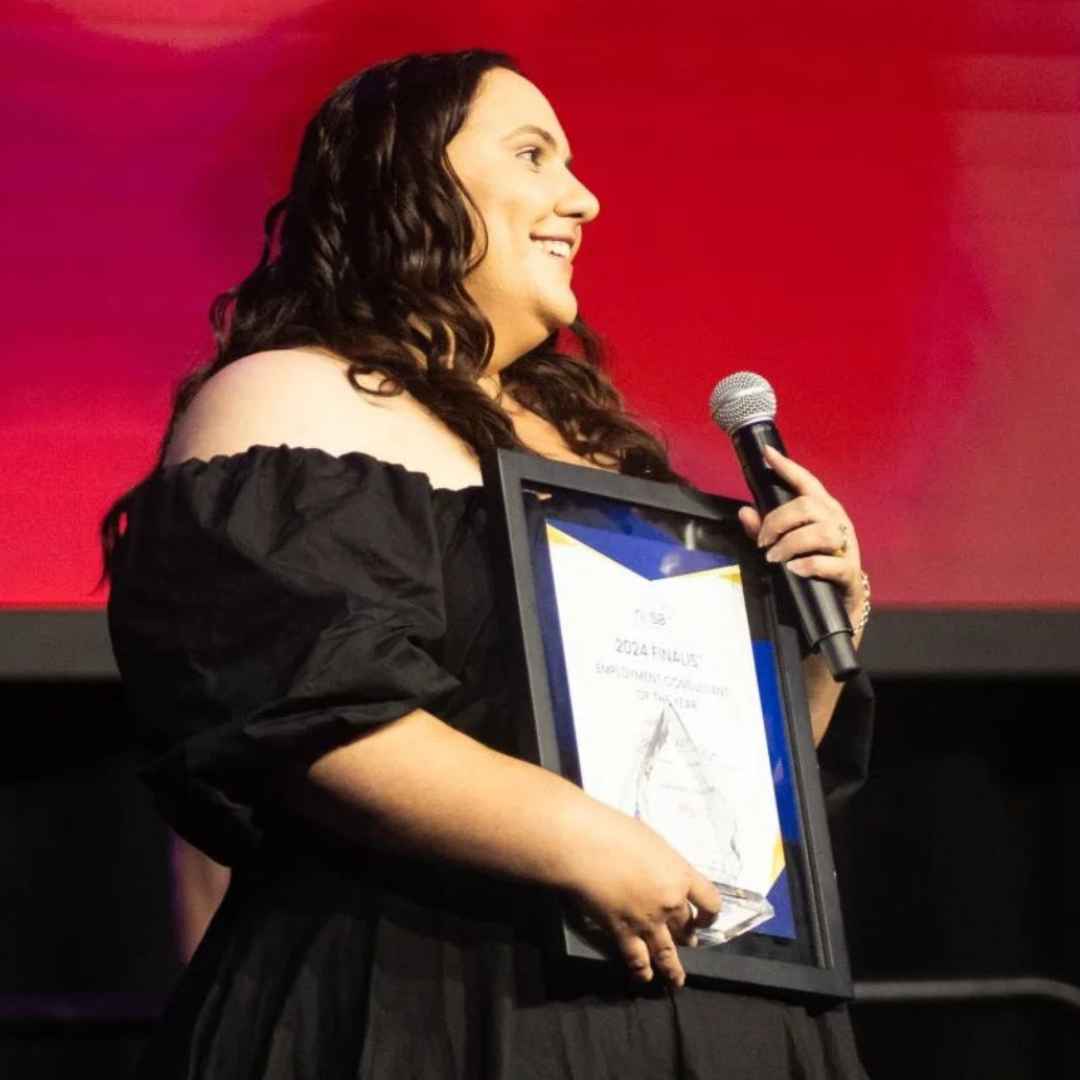 nesa
2024 FINALIST
EMPLOYMENT CONSULTANT
OF THE YEAR